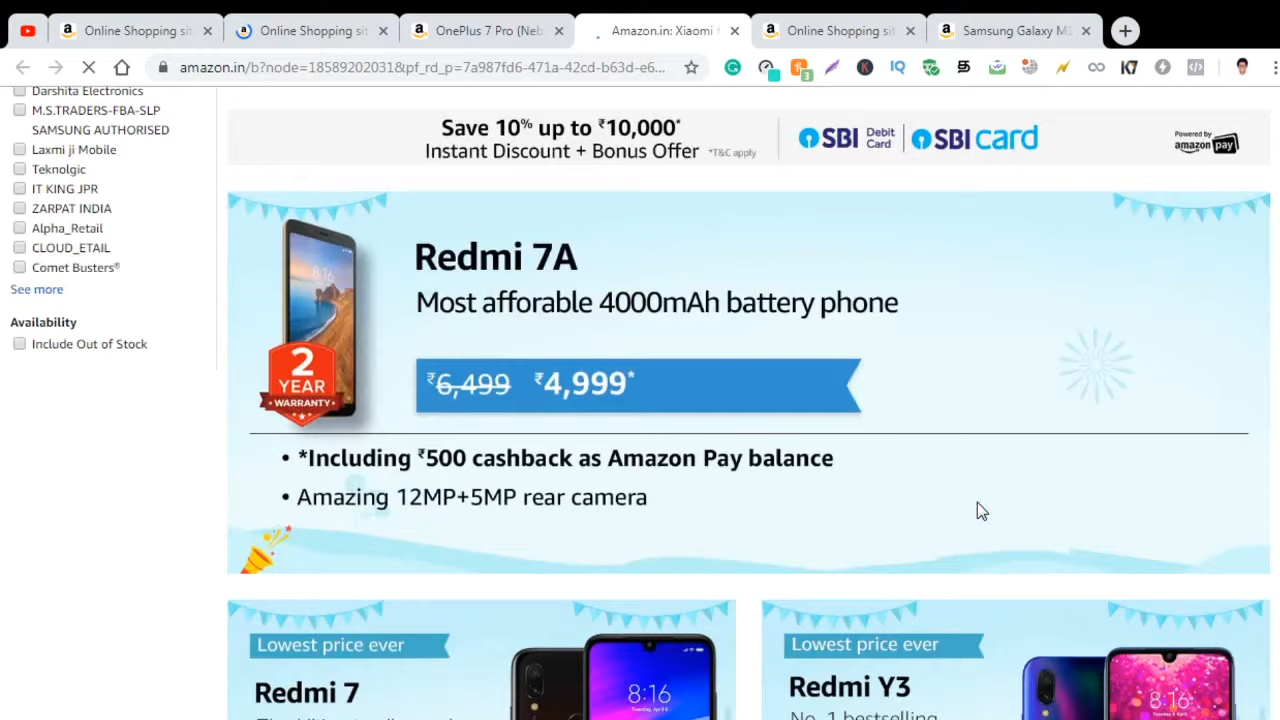 Online Shopping sit
Online Shopping sit
OnePlus 7 Pro (Neb
Amazon.in: Xiaomi
Online Shopping sit
Samsung Galaxy M3
amazon.in/b?node=18589202031&pf_rd_p=7a987fd6-471a-42cd-b63d-e6...
Darshita Electronics
M.S.TRADERS-FBA-SLP
SAMSUNG AUTHORISED
Laxmi ji Mobile
Teknolgic
IT KING JPR
ZARPAT INDIA
Alpha_Retail
CLOUD_ETAIL
Comet Busters®
See more
Availability
Include Out of Stock
Save 10% up to ₹10,000*
Instant Discount + Bonus Offer *T&C apply
SBI Debit Card
SBI card
Powered by
amazon pay
Redmi 7A
Most afforable 4000mAh battery phone
2
YEAR
WARRANTY
₹6,499 ₹4,999*
• *Including ₹500 cashback as Amazon Pay balance
• Amazing 12MP+5MP rear camera
Lowest price ever
Redmi 7
8:16
Lowest price ever
Redmi Y3
No. 1 bestselling
8:16